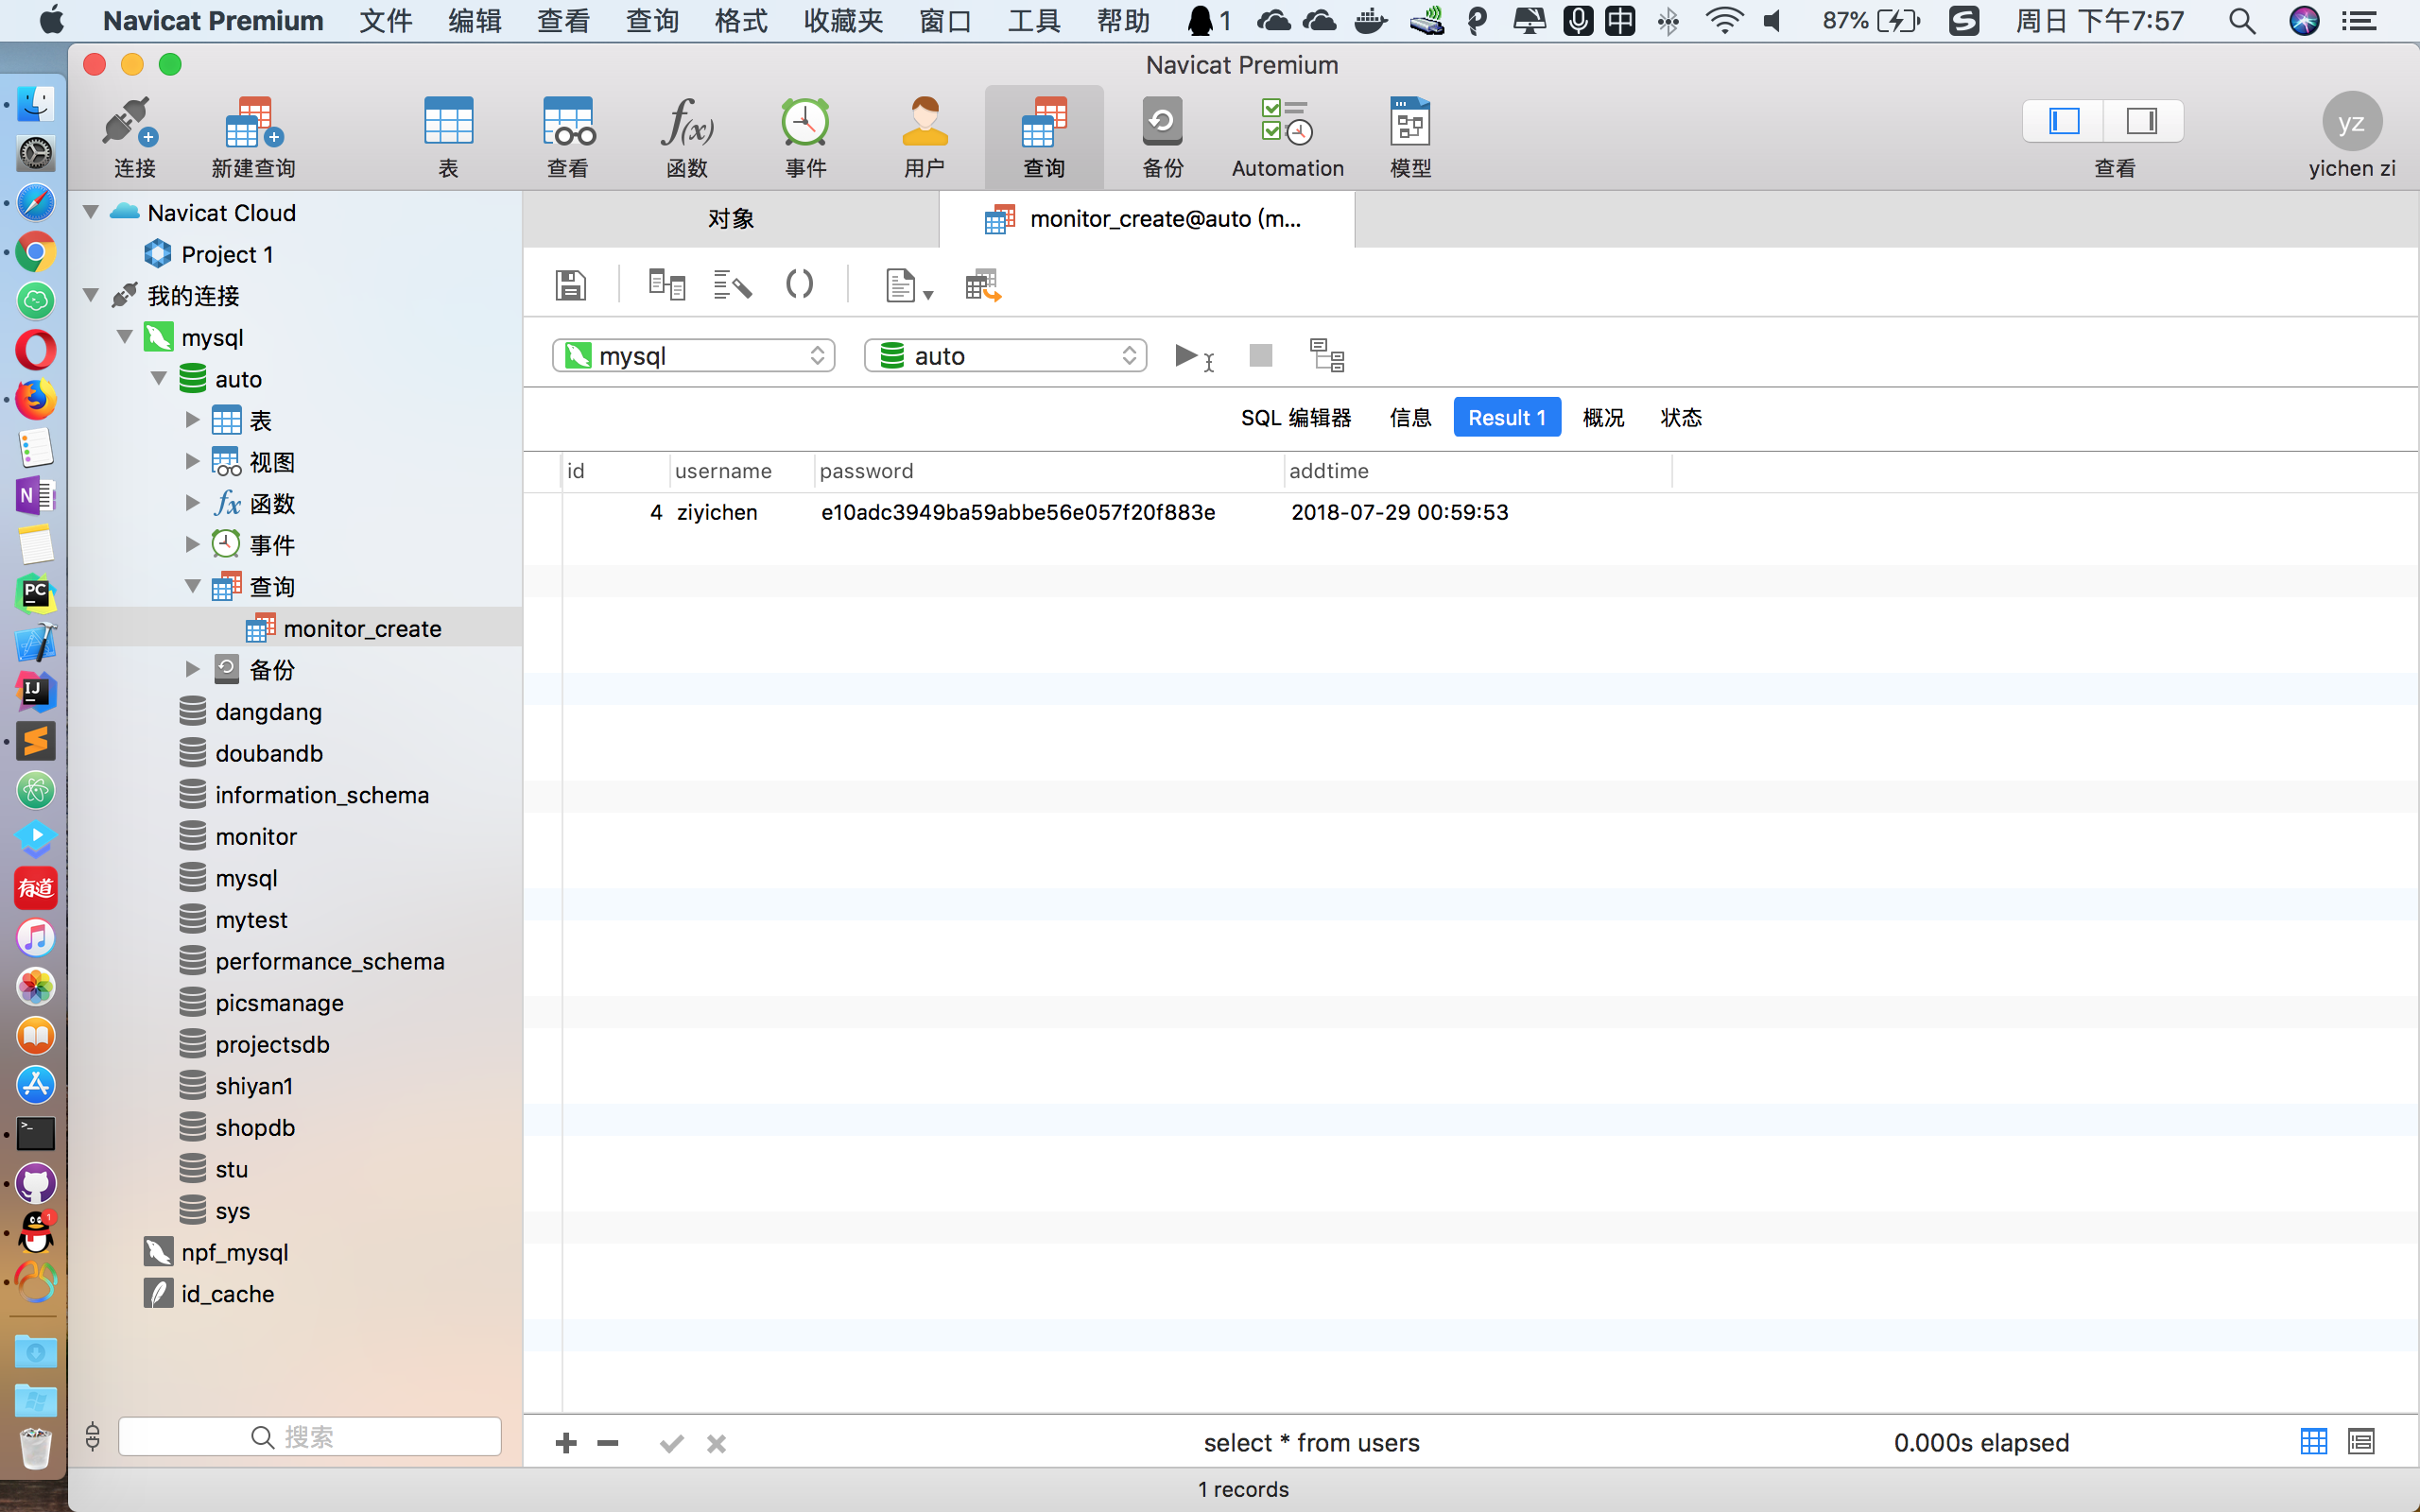 Navicat Premium 文件 编辑 查看 查询 格式 收藏夹 窗口 工具 帮助 1 中 87% S 周日 下午7:57
Navicat Premium
连接 新建查询 表 查看 f(x) 函数 事件 用户 查询 备份 Automation 模型 查看 YZ yichen zi
Navicat Cloud
Project 1
我的连接
mysql
auto
表
视图
fx 函数
事件
查询
monitor_create
备份
dangdang
doubandb
information_schema
monitor
mysql
mytest
performance_schema
picsmanage
projectsdb
shiyan1
shopdb
stu
sys
npf_mysql
id_cache
搜索
对象 monitor_create@auto (m...
mysql auto
SQL 编辑器 信息 Result 1 概况 状态
id username password addtime
4 ziyichen e10adc3949ba59abbe56e057f20f883e 2018-07-29 00:59:53
select * from users 0.000s elapsed
1 records
N
PC
IJ
有道
1